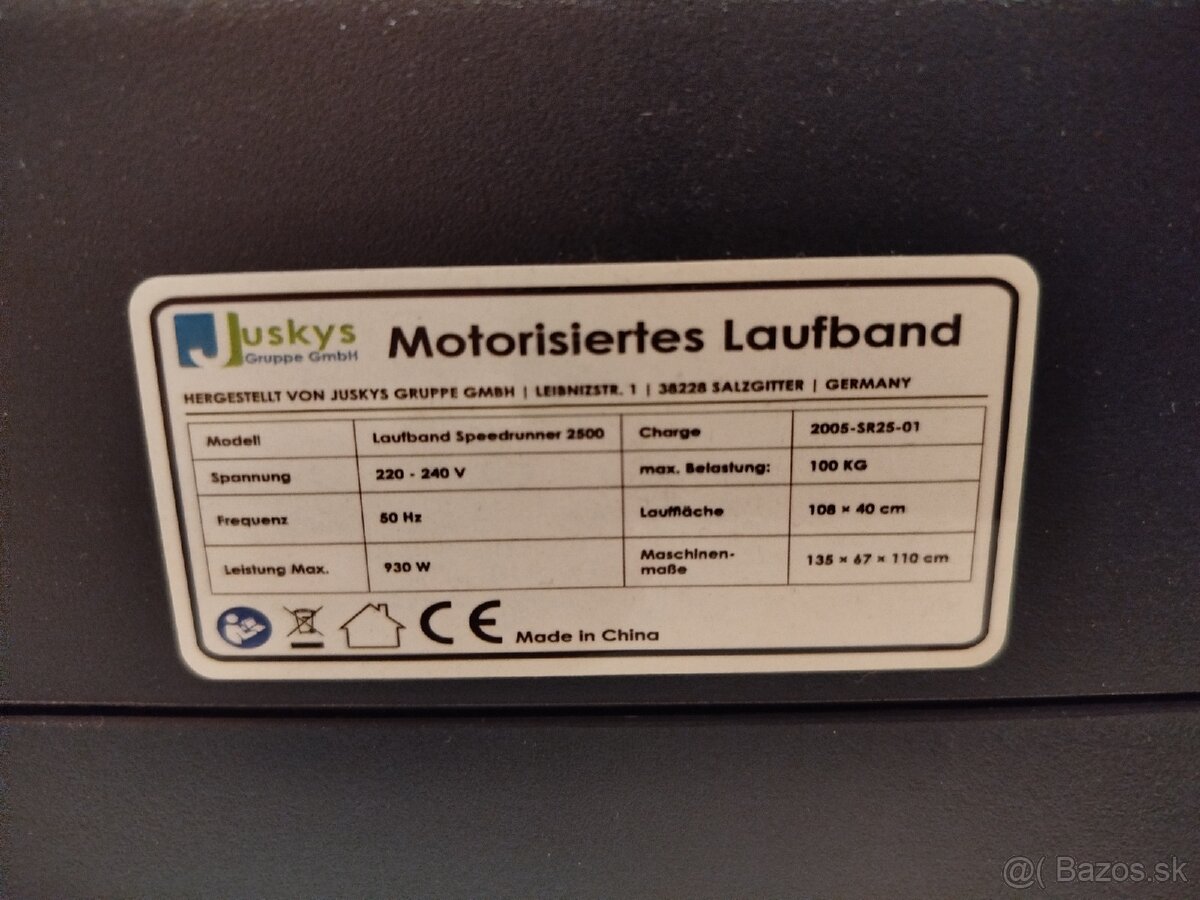 Juskys
Gruppe GmbH
Motorisiertes Laufband
HERGESTELLT VON JUSKYS GRUPPE GMBH | LEIBNIZSTR. 1 | 38228 SALZGITTER | GERMANY
Modell Laufband Speedrunner 2500 Charge 2005-SR25-01
Spannung 220 - 240 V max. Belastung: 100 KG
Frequenz 50 Hz Lauffläche 108 × 40 cm
Leistung Max. 930 W Maschinen-
maße 135 × 67 × 110 cm
CE Made in China
@( Bazos.sk